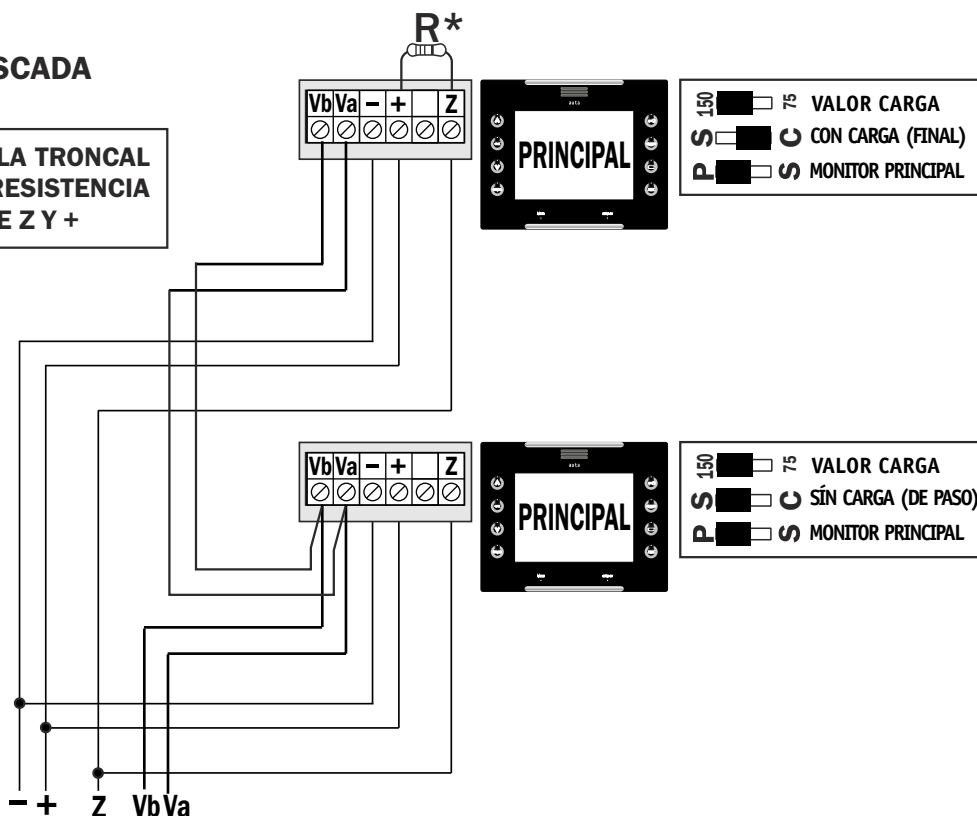 R*
SCADA
LA TRONCAL
RESISTENCIA
E Z Y +
Vb Va - + Z
PRINCIPAL
150 75 VALOR CARGA
S C CON CARGA (FINAL)
P S MONITOR PRINCIPAL
Vb Va - + Z
PRINCIPAL
150 75 VALOR CARGA
S C SÍN CARGA (DE PASO)
P S MONITOR PRINCIPAL
- + Z Vb Va